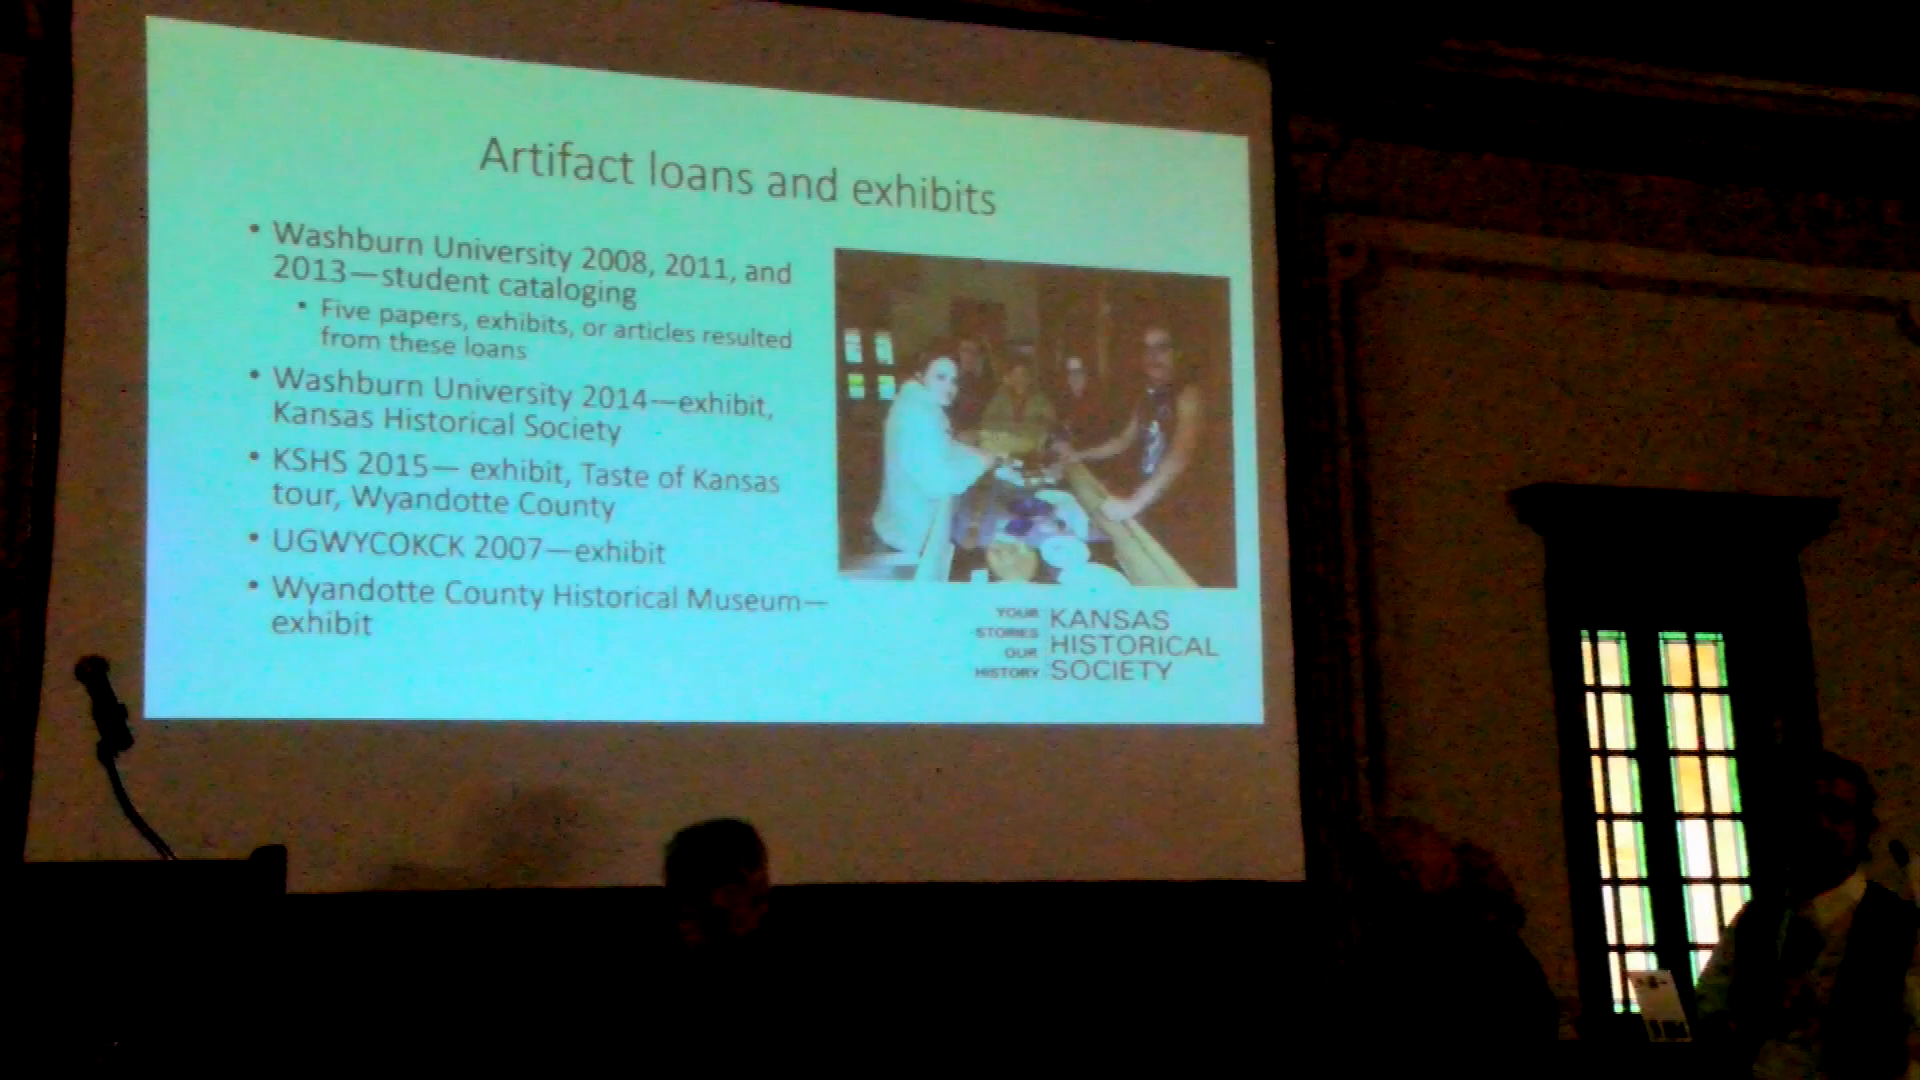 Artifact loans and exhibits
• Washburn University 2008, 2011, and
2013—student cataloging
• Five papers, exhibits, or articles resulted
from these loans
• Washburn University 2014—exhibit,
Kansas Historical Society
• KSHS 2015— exhibit, Taste of Kansas
tour, Wyandotte County
• UGWYCOKCK 2007—exhibit
• Wyandotte County Historical Museum—
exhibit
YOUR
STORIES
OUR
HISTORY
KANSAS
HISTORICAL
SOCIETY